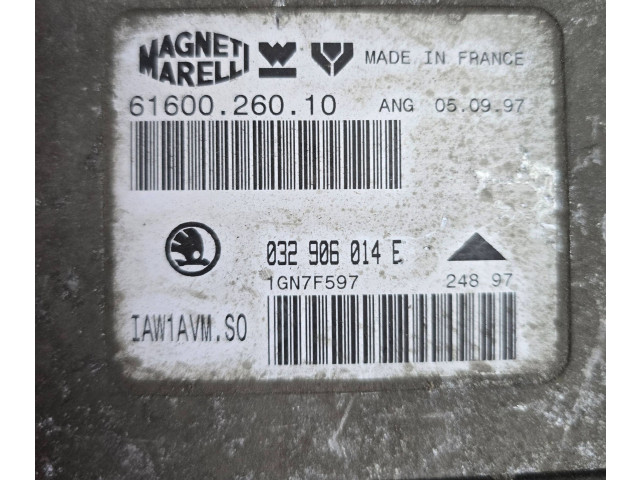 MAGNETI
MARELLI
MADE IN FRANCE
61600.260.10 ANG 05.09.97
032 906 014 E
1GN7F597 248 97
IAW1AVM.S0